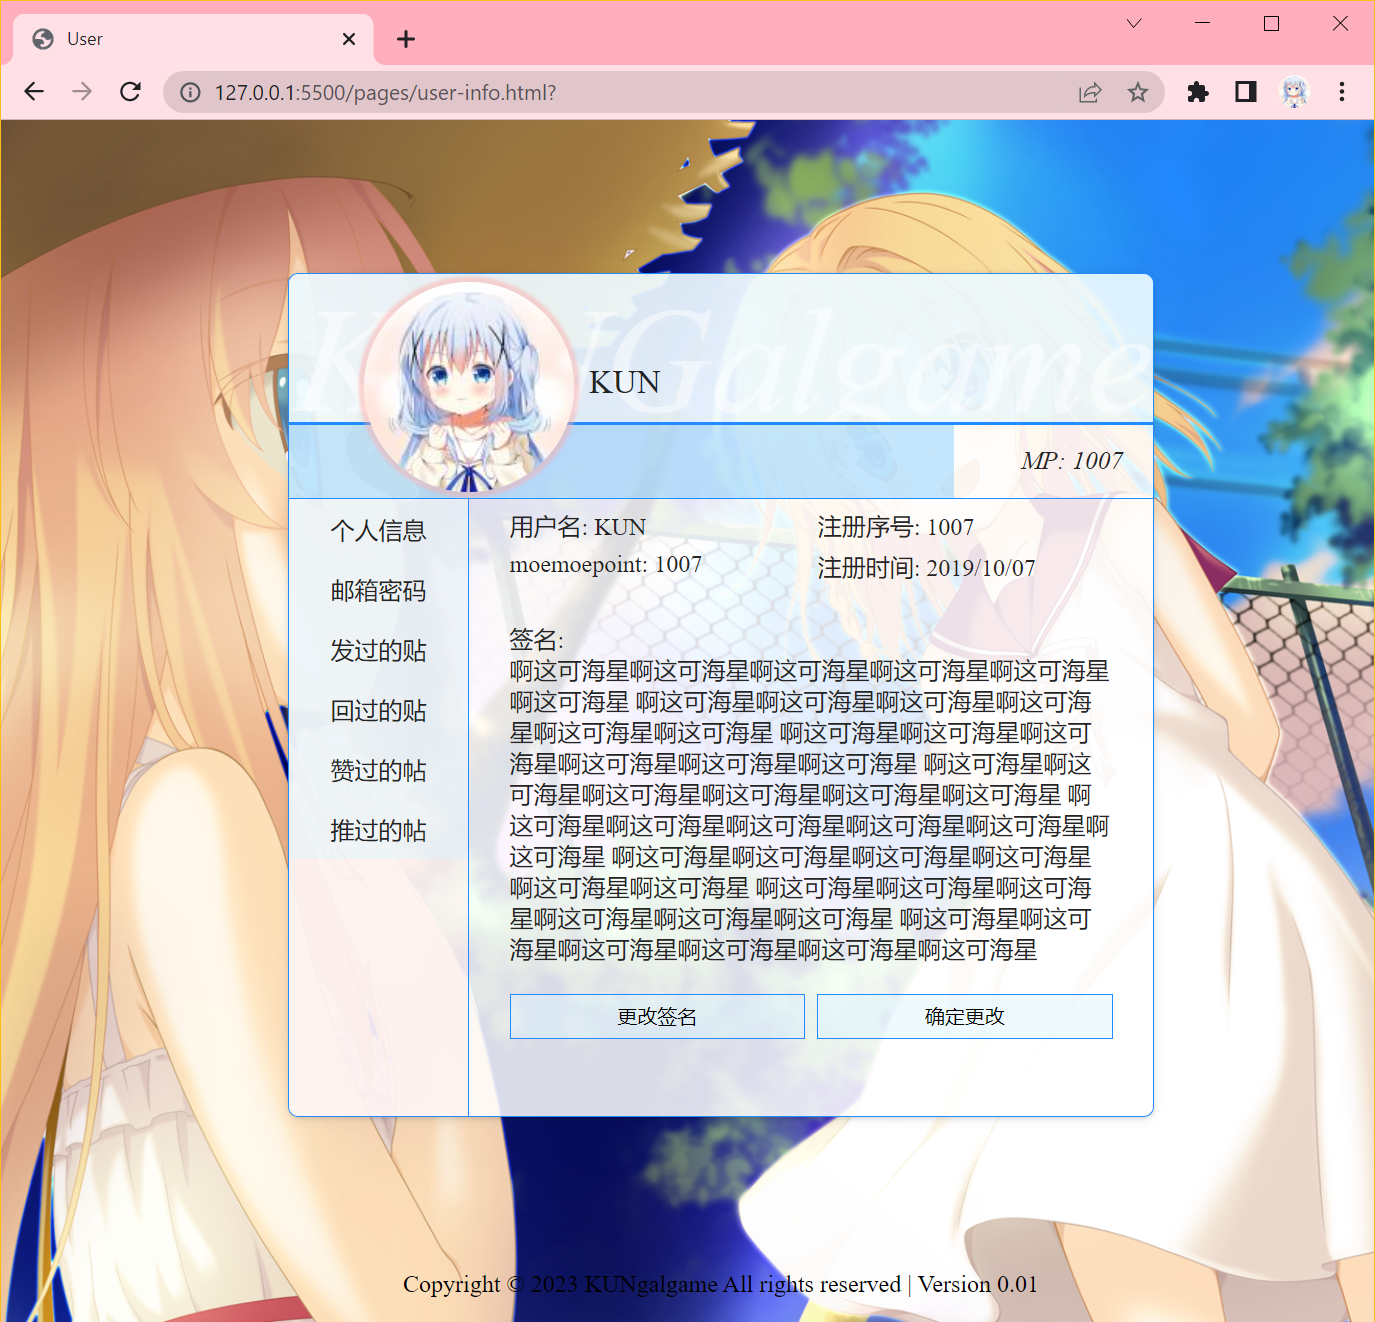 User
127.0.0.1:5500/pages/user-info.html?
KUNGalgame
KUN
MP: 1007
个人信息
邮箱密码
发过的贴
回过的贴
赞过的帖
推过的帖
用户名: KUN
注册序号: 1007
moemoepoint: 1007
注册时间: 2019/10/07
签名:
啊这可海星啊这可海星啊这可海星啊这可海星啊这可海星
啊这可海星 啊这可海星啊这可海星啊这可海星啊这可海
星啊这可海星啊这可海星 啊这可海星啊这可海星啊这可
海星啊这可海星啊这可海星啊这可海星 啊这可海星啊这
可海星啊这可海星啊这可海星啊这可海星啊这可海星 啊
这可海星啊这可海星啊这可海星啊这可海星啊这可海星啊
这可海星 啊这可海星啊这可海星啊这可海星啊这可海星
啊这可海星啊这可海星 啊这可海星啊这可海星啊这可海
星啊这可海星啊这可海星啊这可海星 啊这可海星啊这可
海星啊这可海星啊这可海星啊这可海星啊这可海星
更改签名
确定更改
Copyright © 2023 KUNgalgame All rights reserved | Version 0.01